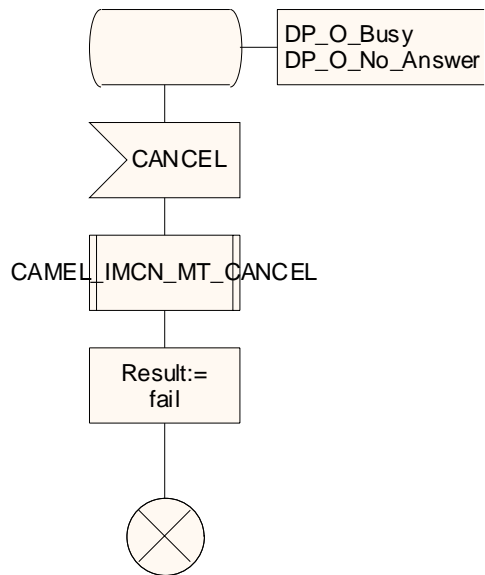 DP_O_Busy
DP_O_No_Answer
CANCEL
CAMEL_IMCN_MT_CANCEL
Result:=
fail